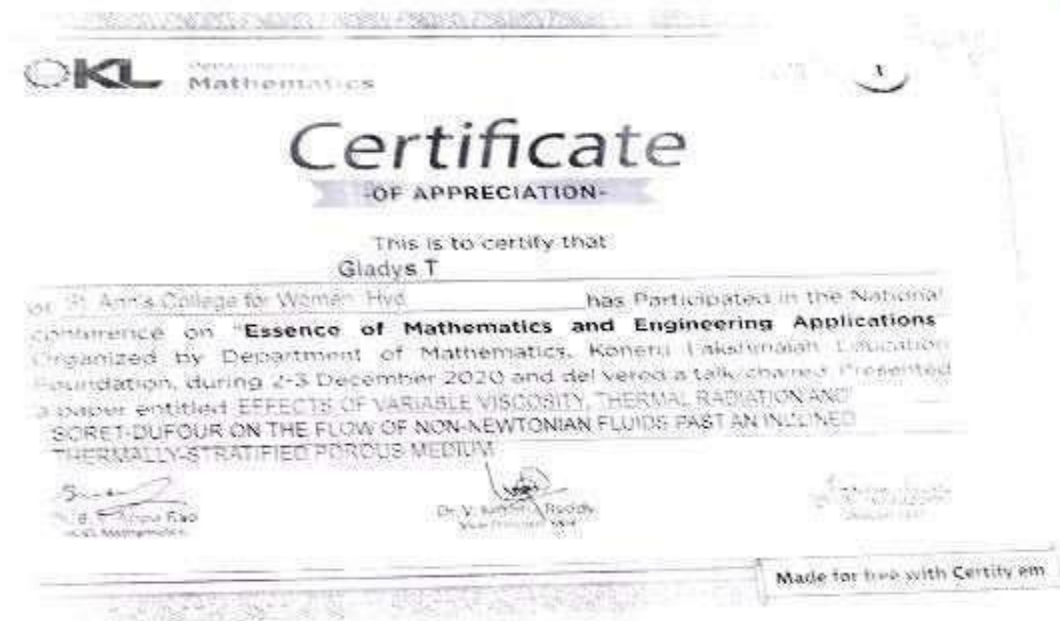 KL
Mathematics
Certificate
-OF APPRECIATION-
This is to certify that
Gladys T
of St. Ann's College for Women Hyd has Participated in the National
conference on "Essence of Mathematics and Engineering Applications
Organized by Department of Mathematics, Koneru Lakshmaiah Education
Foundation, during 2-3 December 2020 and delivered a talk/chaired/Presented
a paper entitled EFFECTS OF VARIABLE VISCOSITY, THERMAL RADIATION AND
SORET-DUFOUR ON THE FLOW OF NON-NEWTONIAN FLUIDS PAST AN INCLINED
THERMALLY-STRATIFIED POROUS MEDIUM
Rao
Dr. V. Reddy
Made for free with Certify'em